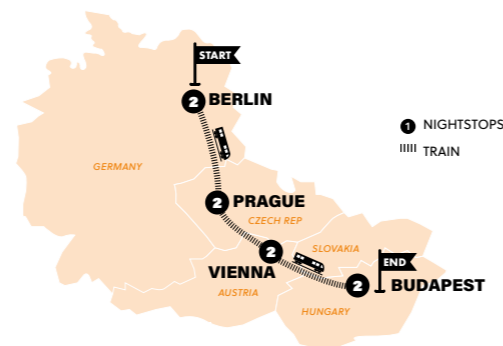 START
2 BERLIN
1 NIGHTSTOPS
TRAIN
GERMANY
2 PRAGUE
CZECH REP
SLOVAKIA
2
VIENNA
END
2
BUDAPEST
AUSTRIA
HUNGARY